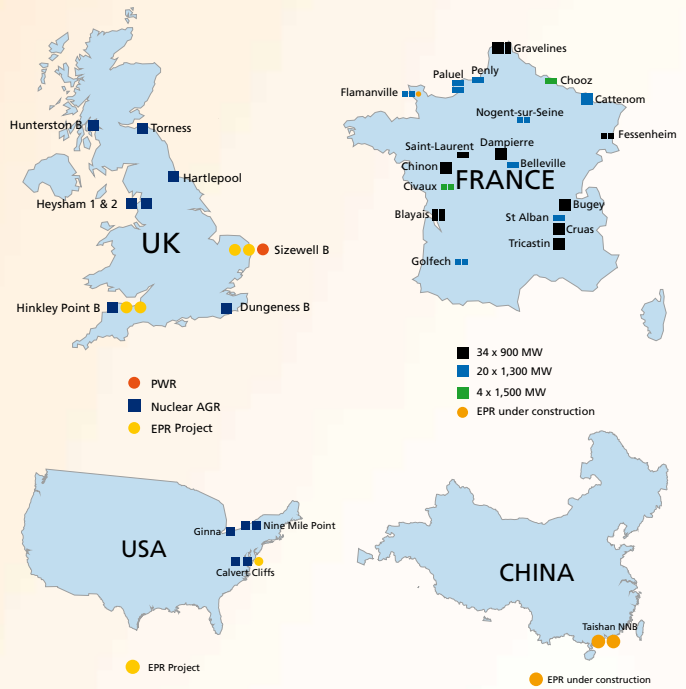 Hunterston B
Torness
Hartlepool
Heysham 1 & 2
UK
Sizewell B
Hinkley Point B
Dungeness B
PWR
Nuclear AGR
EPR Project
Gravelines
Penly
Paluel
Chooz
Flamanville
Cattenom
Nogent-sur-Seine
Fessenheim
Dampierre
Saint-Laurent
Belleville
Chinon
FRANCE
Civaux
Bugey
Blayais
St Alban
Cruas
Tricastin
Golfech
34 x 900 MW
20 x 1,300 MW
4 x 1,500 MW
EPR under construction
Nine Mile Point
Ginna
USA
Calvert Cliffs
EPR Project
CHINA
Taishan NNB
EPR under construction